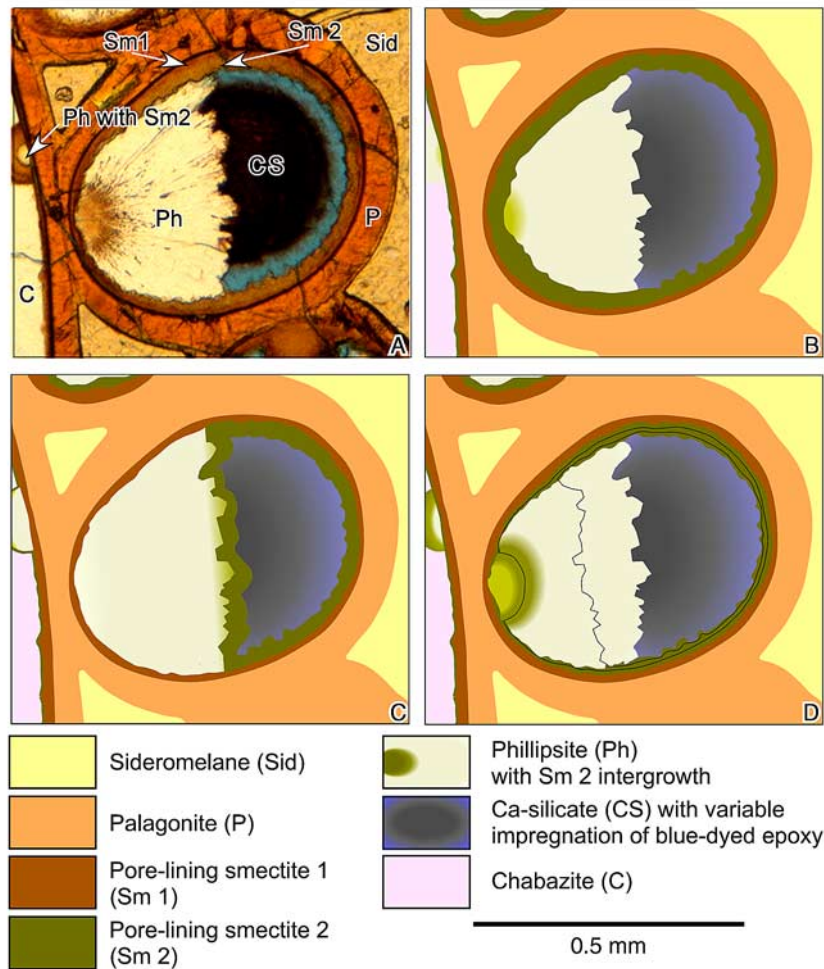 Sm1
Sm 2
Sid
Ph with Sm2
CS
Ph
P
C
A
B
C
D
Sideromelane (Sid)
Palagonite (P)
Pore-lining smectite 1
(Sm 1)
Pore-lining smectite 2
(Sm 2)
Phillipsite (Ph)
with Sm 2 intergrowth
Ca-silicate (CS) with variable
impregnation of blue-dyed epoxy
Chabazite (C)
0.5 mm